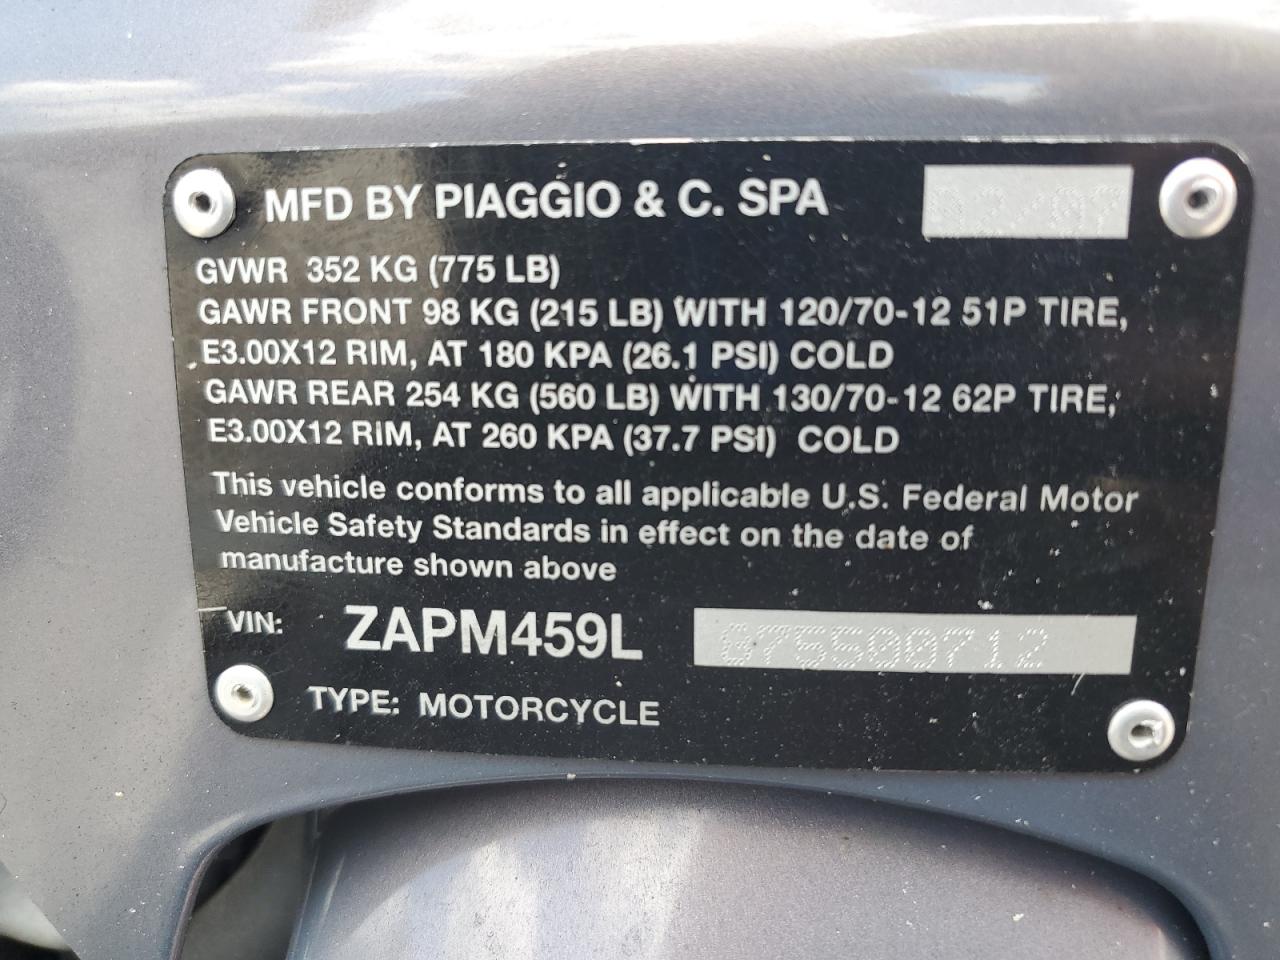 MFD BY PIAGGIO & C. SPA 02/07
GVWR 352 KG (775 LB)
GAWR FRONT 98 KG (215 LB) WITH 120/70-12 51P TIRE,
E3.00X12 RIM, AT 180 KPA (26.1 PSI) COLD
GAWR REAR 254 KG (560 LB) WITH 130/70-12 62P TIRE,
E3.00X12 RIM, AT 260 KPA (37.7 PSI) COLD
This vehicle conforms to all applicable U.S. Federal Motor
Vehicle Safety Standards in effect on the date of
manufacture shown above
VIN: ZAPM459L 875500712
TYPE: MOTORCYCLE